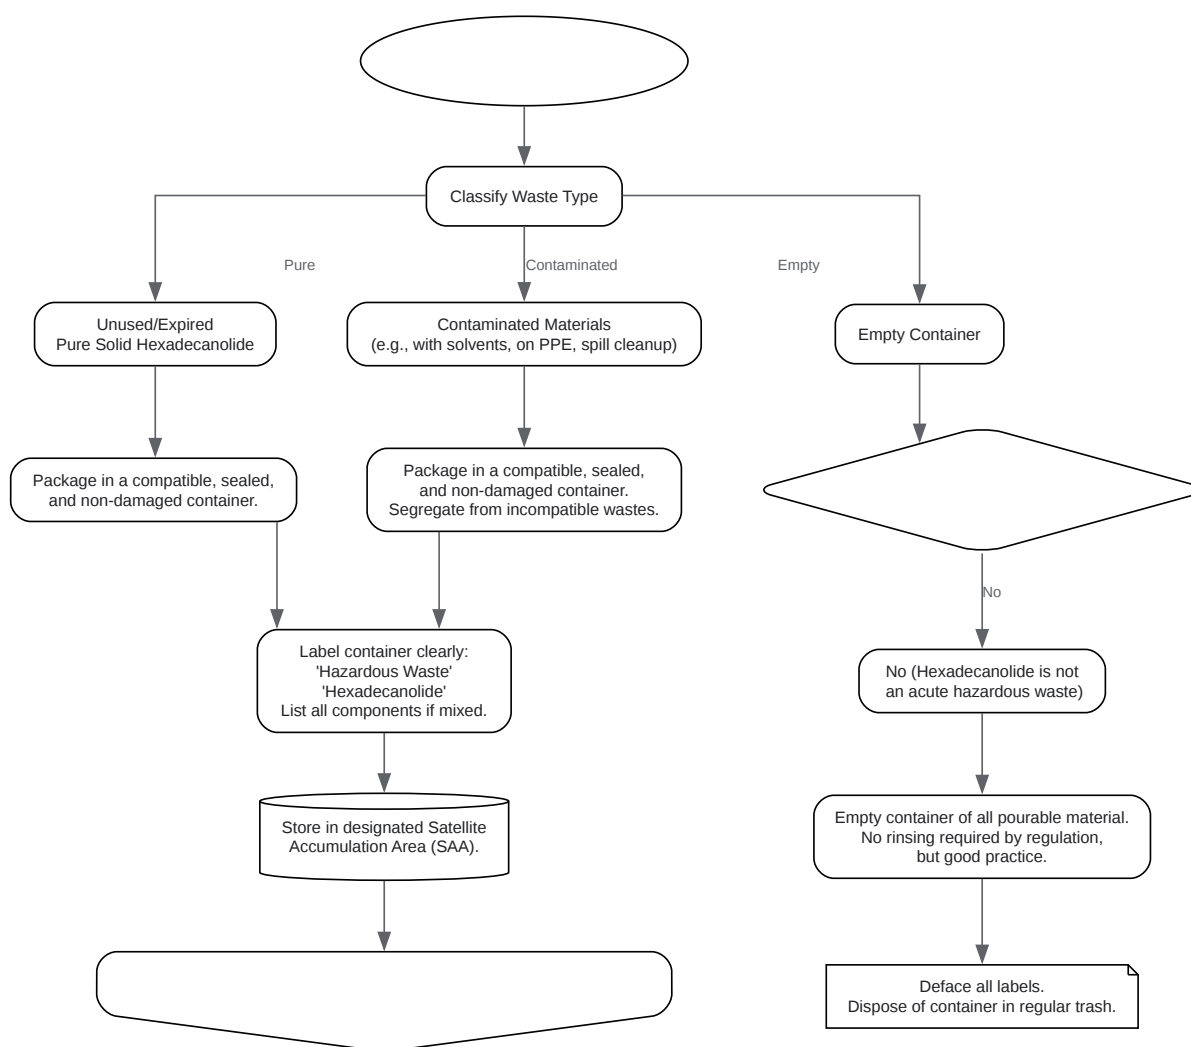 Classify Waste Type
Pure
Contaminated
Empty
Unused/Expired
Pure Solid Hexadecanolide
Contaminated Materials
(e.g., with solvents, on PPE, spill cleanup)
Empty Container
Package in a compatible, sealed,
and non-damaged container.
Package in a compatible, sealed,
and non-damaged container.
Segregate from incompatible wastes.
No
Label container clearly:
'Hazardous Waste'
'Hexadecanolide'
List all components if mixed.
No (Hexadecanolide is not
an acute hazardous waste)
Store in designated Satellite
Accumulation Area (SAA).
Empty container of all pourable material.
No rinsing required by regulation,
but good practice.
Deface all labels.
Dispose of container in regular trash.